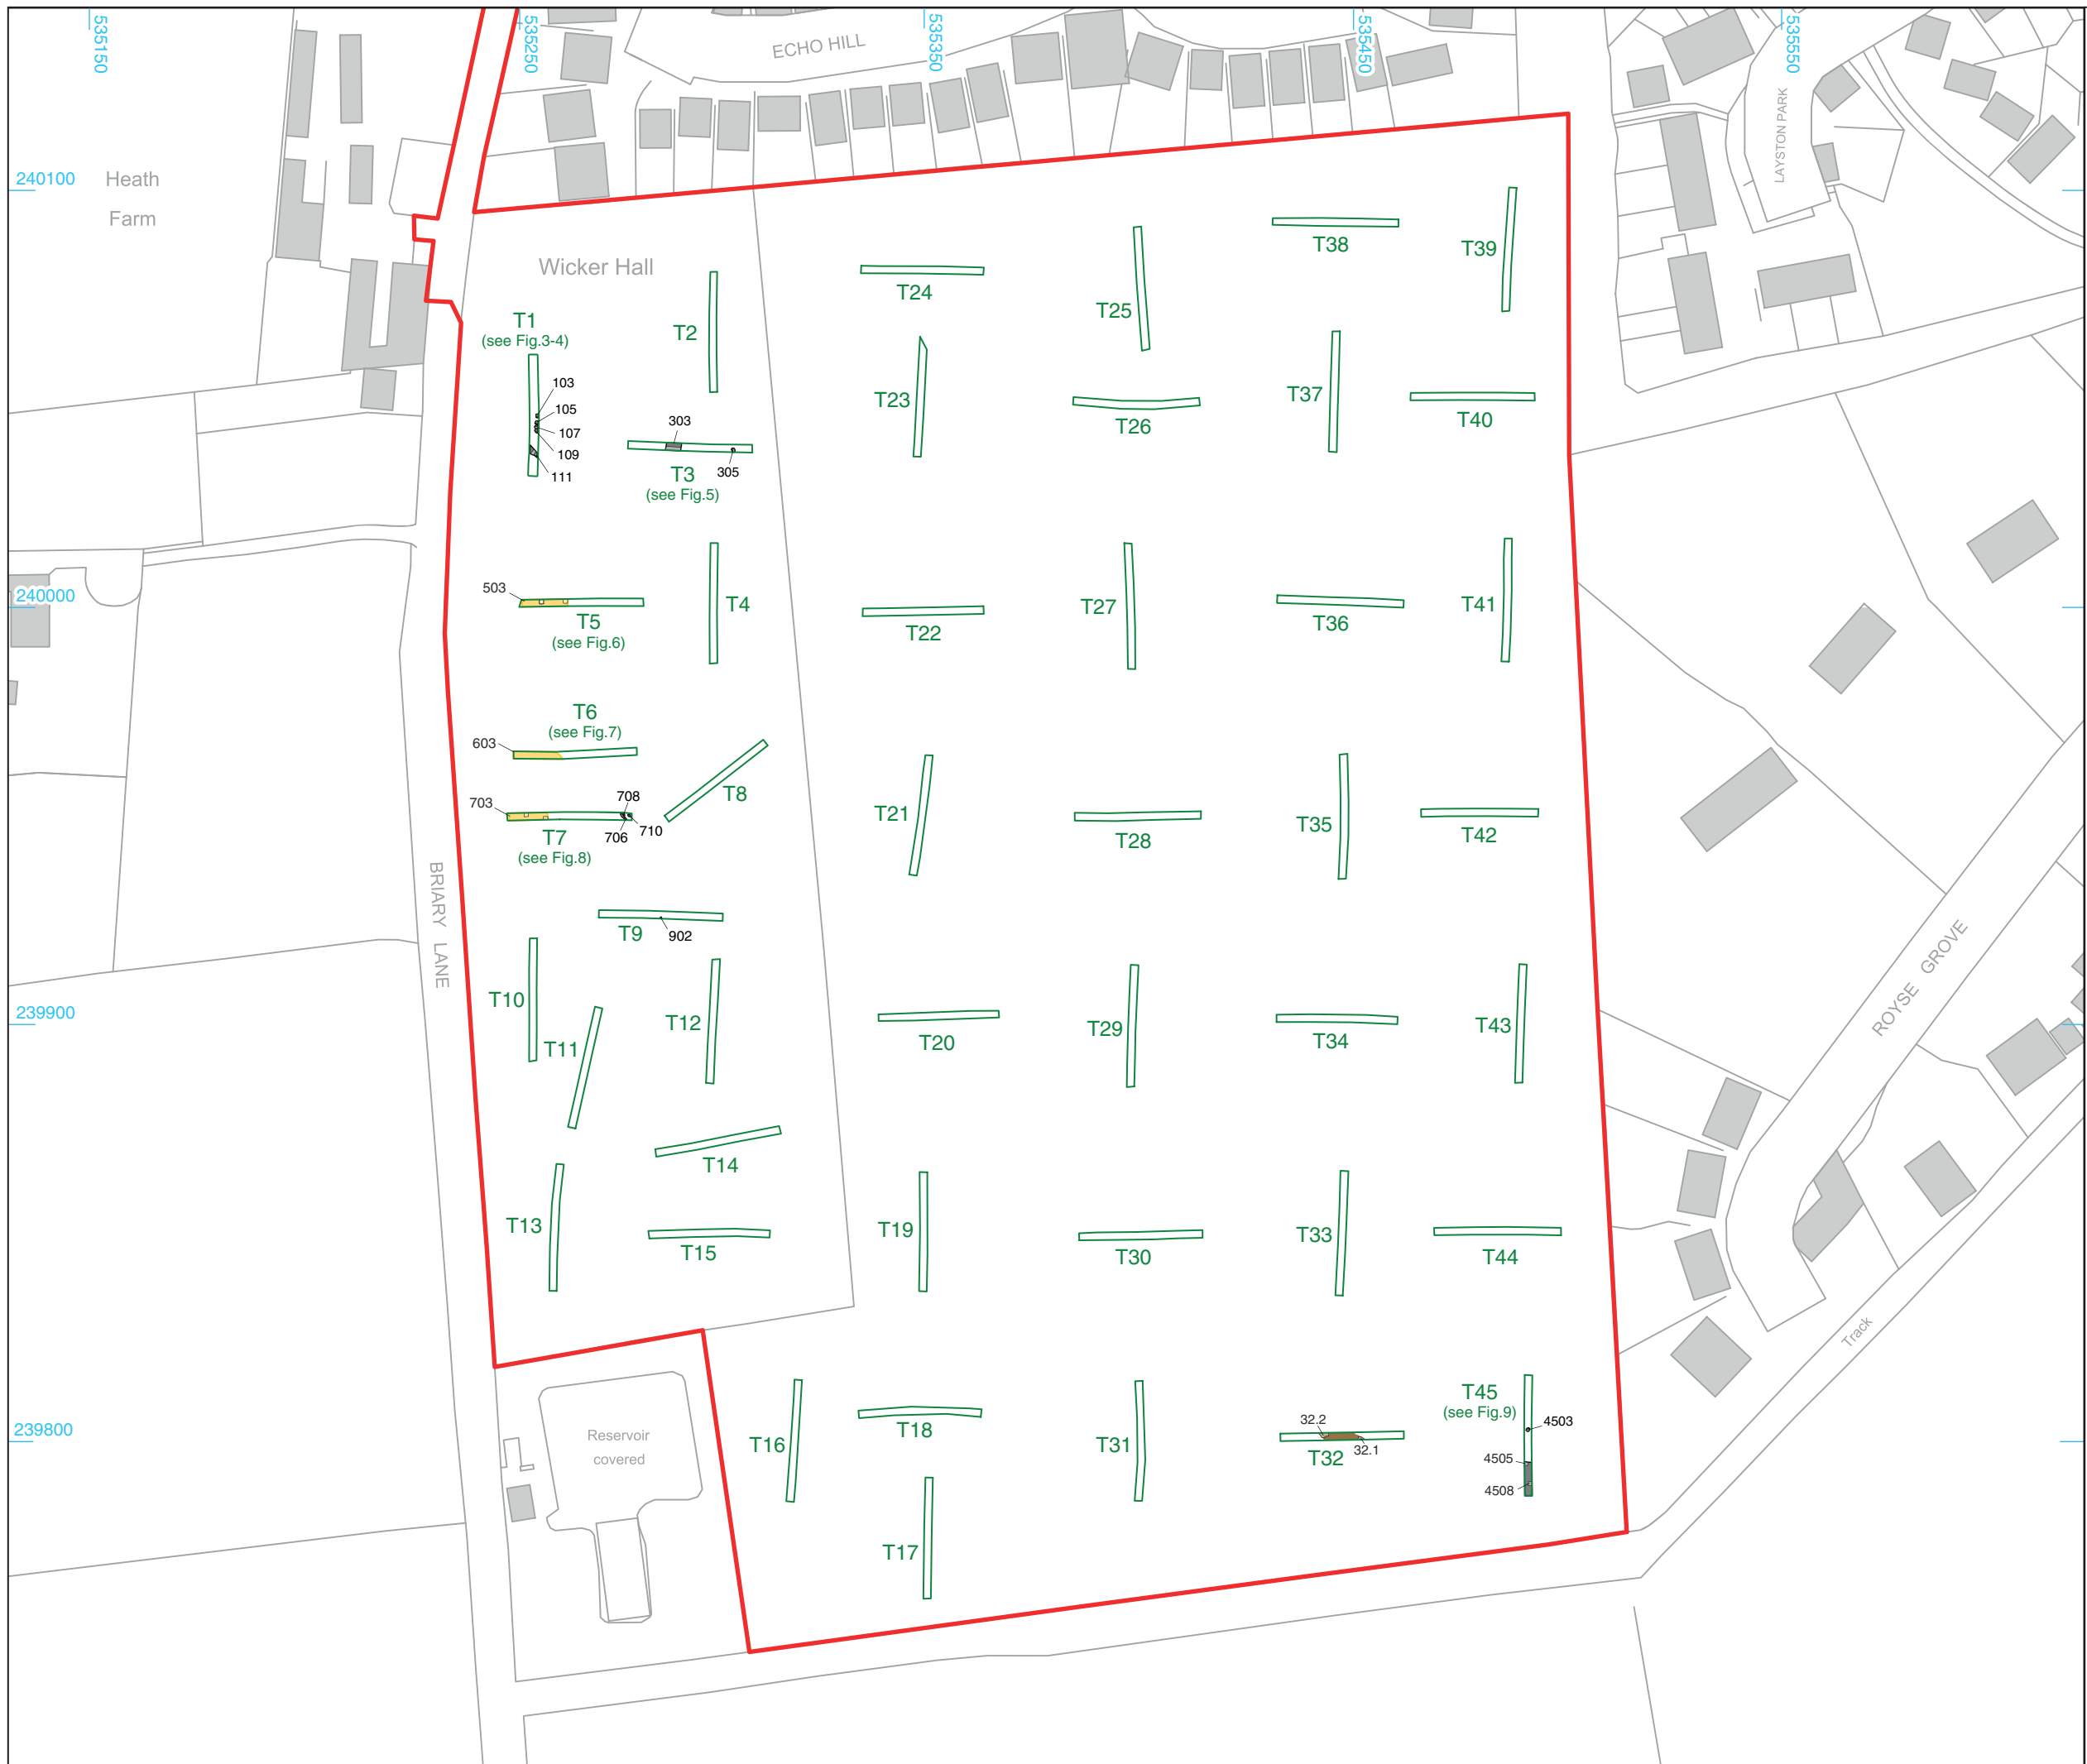 535150
535250
535350
535450
535550
ECHO HILL
LAYSTON PARK
240100
Heath
Farm
Wicker Hall
T38
T39
T24
T25
T1
(see Fig.3-4)
T2
103
105
107
109
111
303
305
T3
(see Fig.5)
T23
T26
T37
T40
240000
503
T5
(see Fig.6)
T4
T22
T27
T36
T41
T6
(see Fig.7)
603
T8
703
708
706
710
T7
(see Fig.8)
T21
T28
T35
T42
BRIARY LANE
T9
902
ROYSE GROVE
239900
T10
T11
T12
T20
T29
T34
T43
T14
T13
T15
T19
T30
T33
T44
Track
239800
Reservoir
covered
T16
T18
T31
32.2
32.1
T32
T45
(see Fig.9)
4503
4505
4508
T17